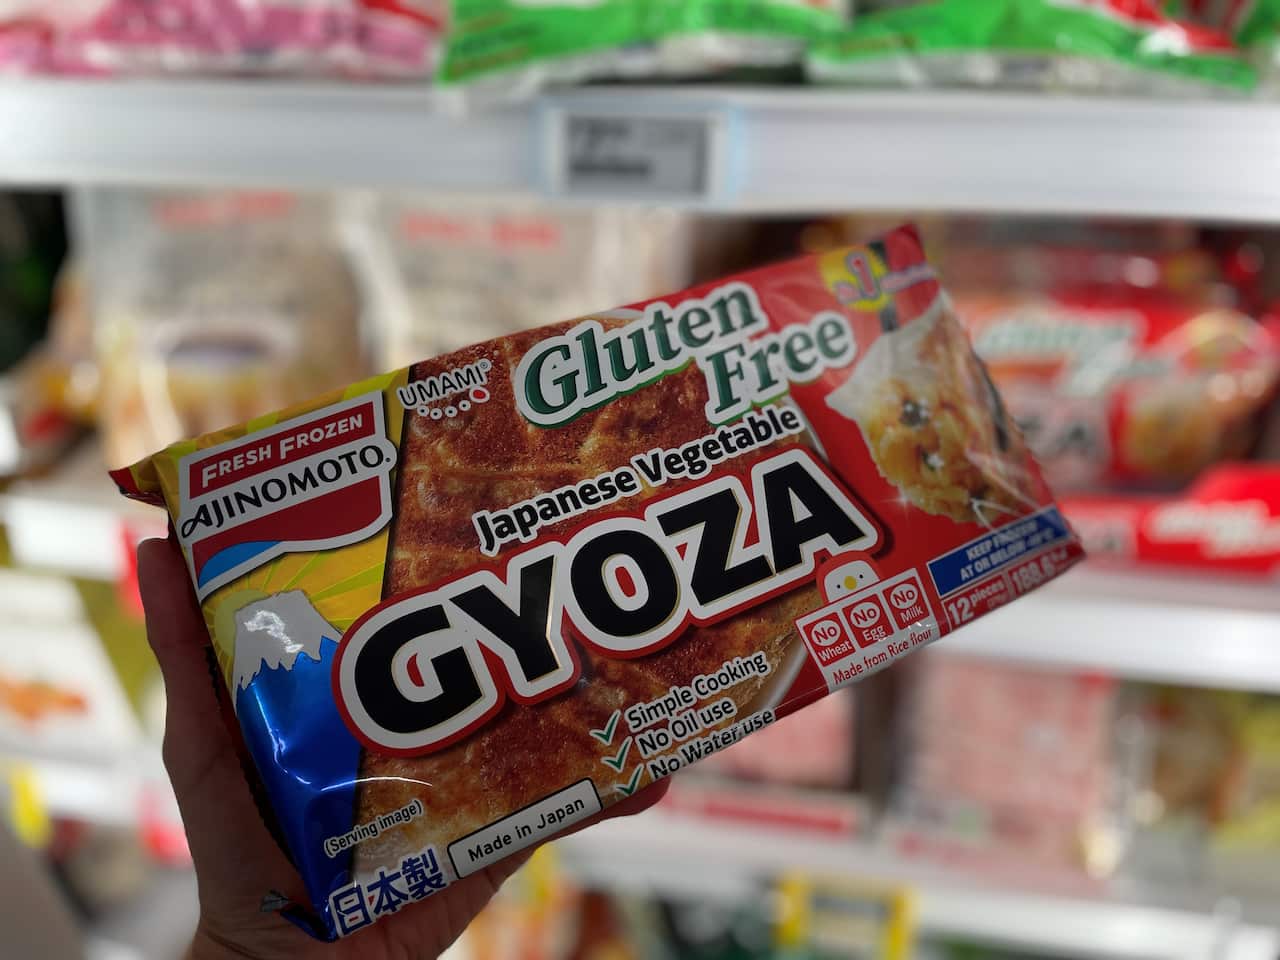 FRESH FROZEN
AJINOMOTO®
UMAMI®
Gluten
Free
Japanese Vegetable
GYOZA
Simple Cooking
No Oil use
No Water use
(Serving image)
Made in Japan
日本製
No Wheat
No Egg
No Milk
Made from Rice flour
KEEP FROZEN
12 pieces